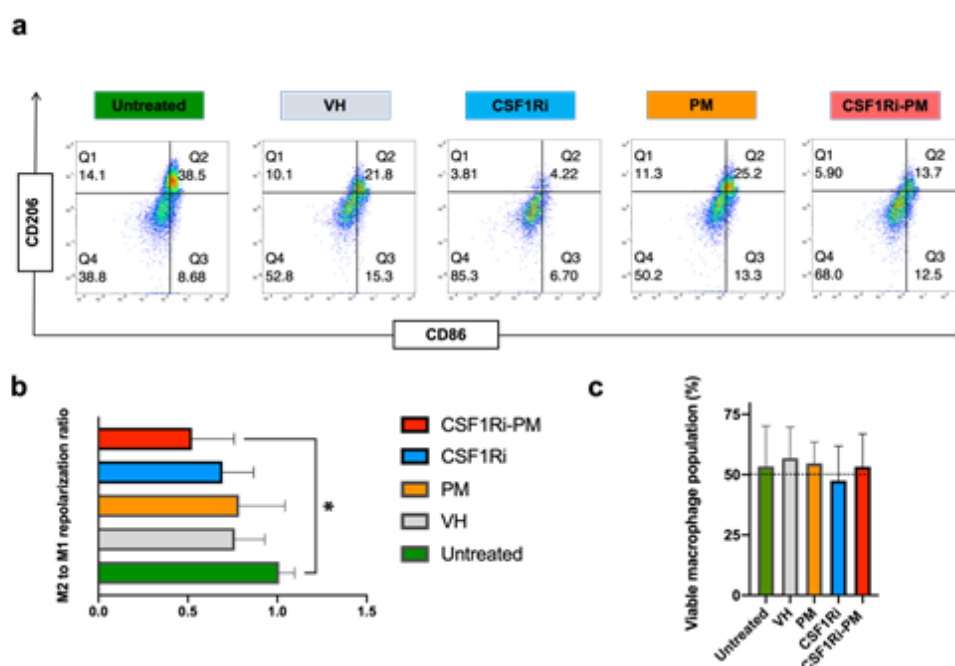 a
Untreated
VH
CSF1Ri
PM
CSF1Ri-PM
CD206
Q1
14.1
Q2
38.5
Q4
38.8
Q3
8.68
Q1
10.1
Q2
21.8
Q4
52.8
Q3
15.3
Q1
3.81
Q2
4.22
Q4
85.3
Q3
6.70
Q1
11.3
Q2
25.2
Q4
50.2
Q3
13.3
Q1
5.90
Q2
13.7
Q4
68.0
Q3
12.5
CD86
b
M2 to M1 repolarization ratio
*
0.0
0.5
1.0
1.5
CSF1Ri-PM
CSF1Ri
PM
VH
Untreated
c
Viable macrophage population (%)
75
50
25
0
Untreated
VH
PM
CSF1Ri
CSF1Ri-PM